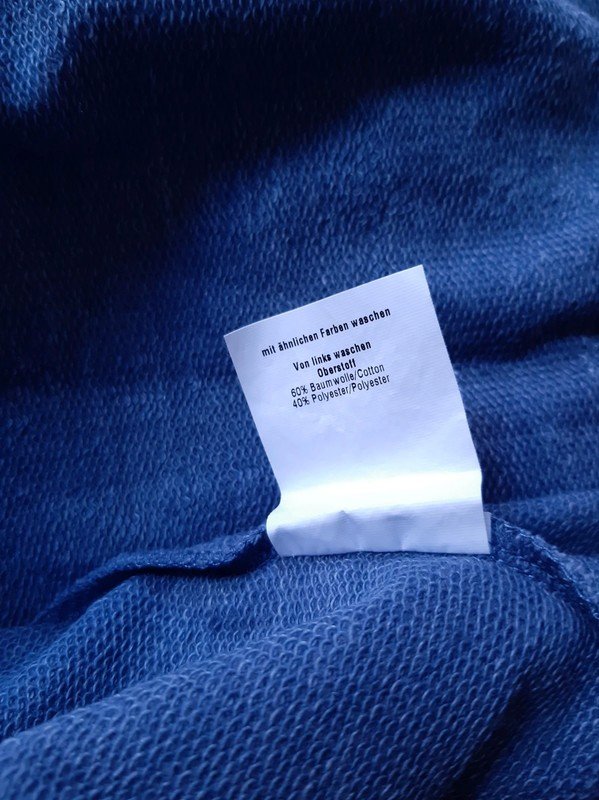 mit ähnlichen Farben waschen
Von links waschen
Oberstoff
60% Baumwolle/Cotton
40% Polyester/Polyester